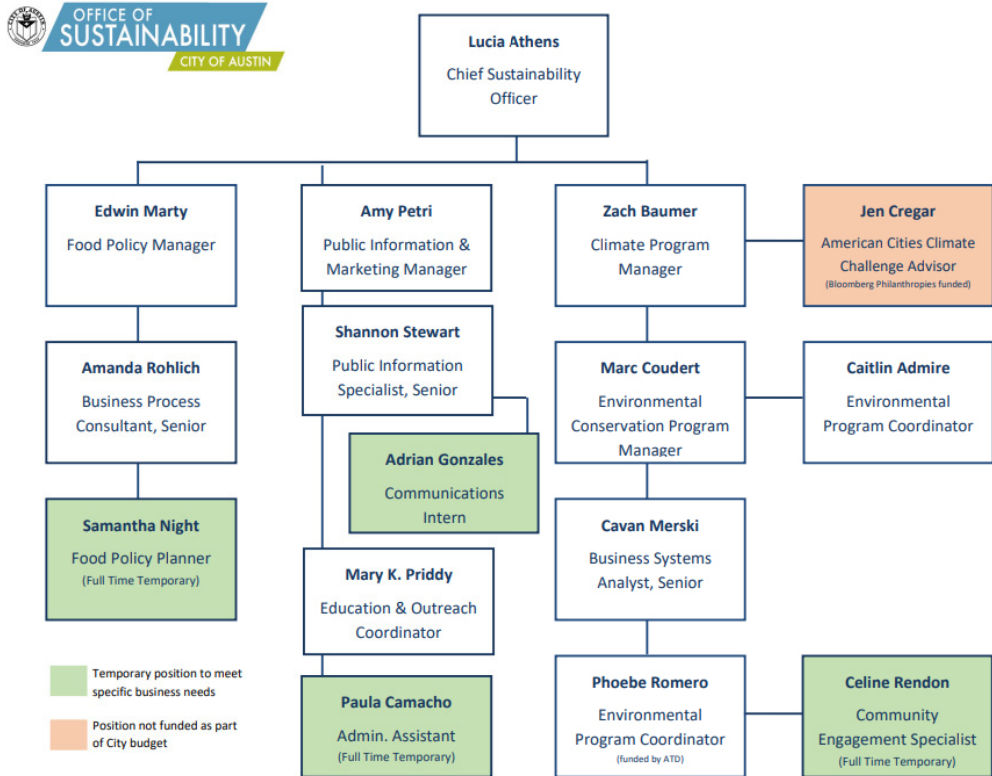 OFFICE OF
SUSTAINABILITY
CITY OF AUSTIN
Lucia Athens
Chief Sustainability
Officer
Edwin Marty
Food Policy Manager
Amy Petri
Public Information &
Marketing Manager
Zach Baumer
Climate Program
Manager
Jen Cregar
American Cities Climate
Challenge Advisor
(Bloomberg Philanthropies funded)
Amanda Rohlich
Business Process
Consultant, Senior
Shannon Stewart
Public Information
Specialist, Senior
Marc Coudert
Environmental
Conservation Program
Manager
Caitlin Admire
Environmental
Program Coordinator
Adrian Gonzales
Communications
Intern
Samantha Night
Food Policy Planner
(Full Time Temporary)
Cavan Merski
Business Systems
Analyst, Senior
Mary K. Priddy
Education & Outreach
Coordinator
Temporary position to meet
specific business needs
Position not funded as part
of City budget
Paula Camacho
Admin. Assistant
(Full Time Temporary)
Phoebe Romero
Environmental
Program Coordinator
(funded by ATD)
Celine Rendon
Community
Engagement Specialist
(Full Time Temporary)